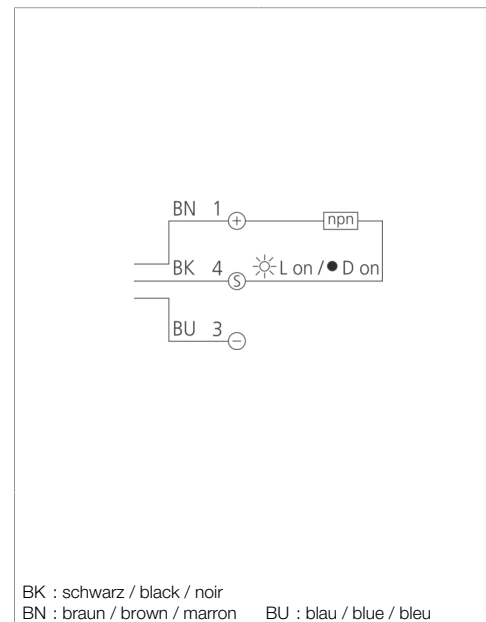 BN 1 + npn
BK 4 S L on / ● D on
BU 3 −
BK : schwarz / black / noir
BN : braun / brown / marron BU : blau / blue / bleu